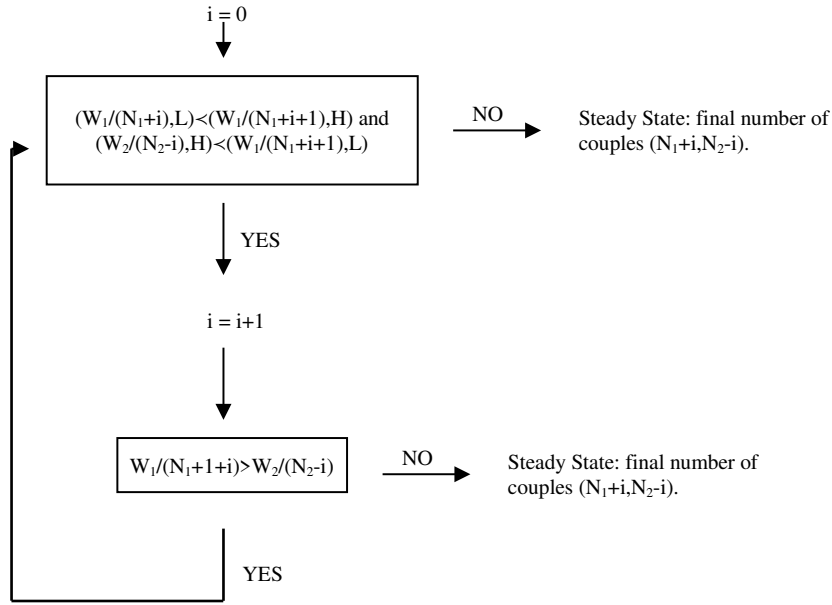 i = 0
(W₁/(N₁+i),L)≺(W₁/(N₁+i+1),H) and
(W₂/(N₂-i),H)≺(W₁/(N₁+i+1),L)
NO
Steady State: final number of
couples (N₁+i,N₂-i).
YES
i = i+1
W₁/(N₁+1+i)>W₂/(N₂-i)
NO
Steady State: final number of
couples (N₁+i,N₂-i).
YES